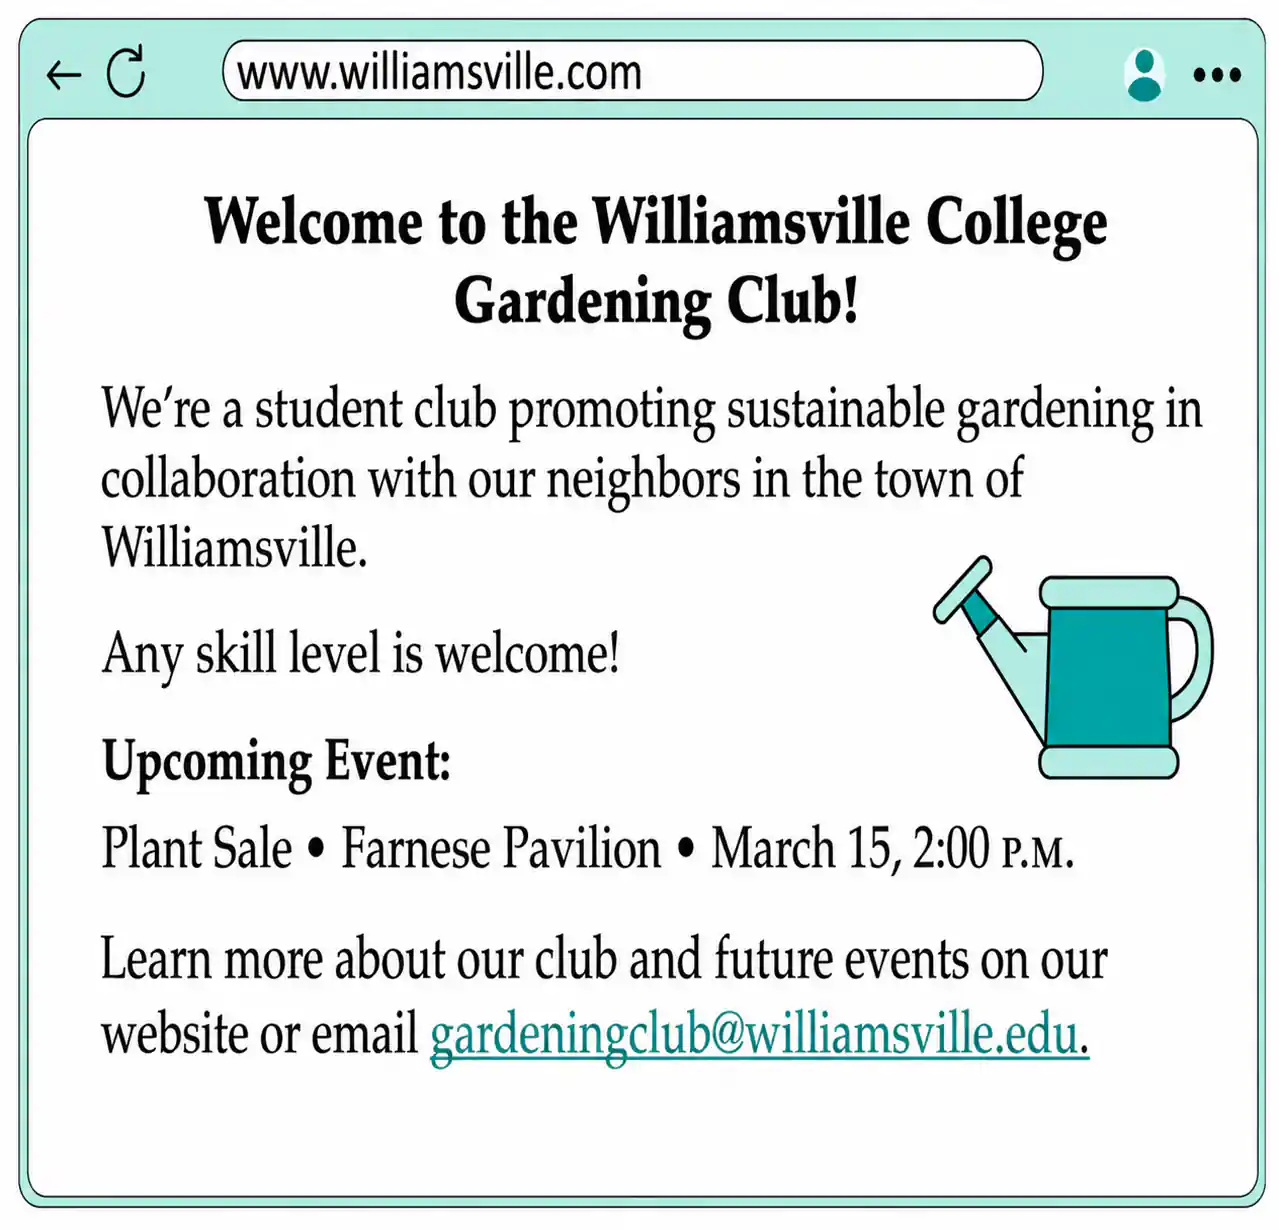 www.williamsville.com
Welcome to the Williamsville College
Gardening Club!
We’re a student club promoting sustainable gardening in
collaboration with our neighbors in the town of
Williamsville.
Any skill level is welcome!
Upcoming Event:
Plant Sale • Farnese Pavilion • March 15, 2:00 P.M.
Learn more about our club and future events on our
website or email gardeningclub@williamsville.edu.